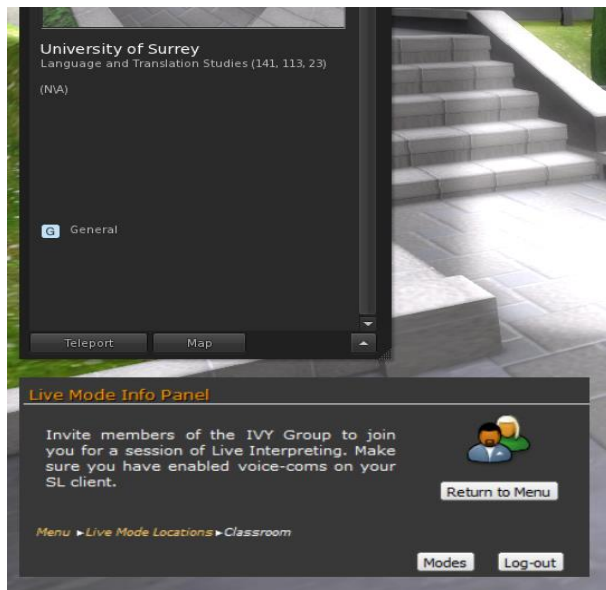 University of Surrey
Language and Translation Studies (141, 113, 23)
(N\A)
G General
Teleport Map
Live Mode Info Panel
Invite members of the IVY Group to join
you for a session of Live Interpreting. Make
sure you have enabled voice-coms on your
SL client.
Return to Menu
Menu ►Live Mode Locations►Classroom
Modes Log-out